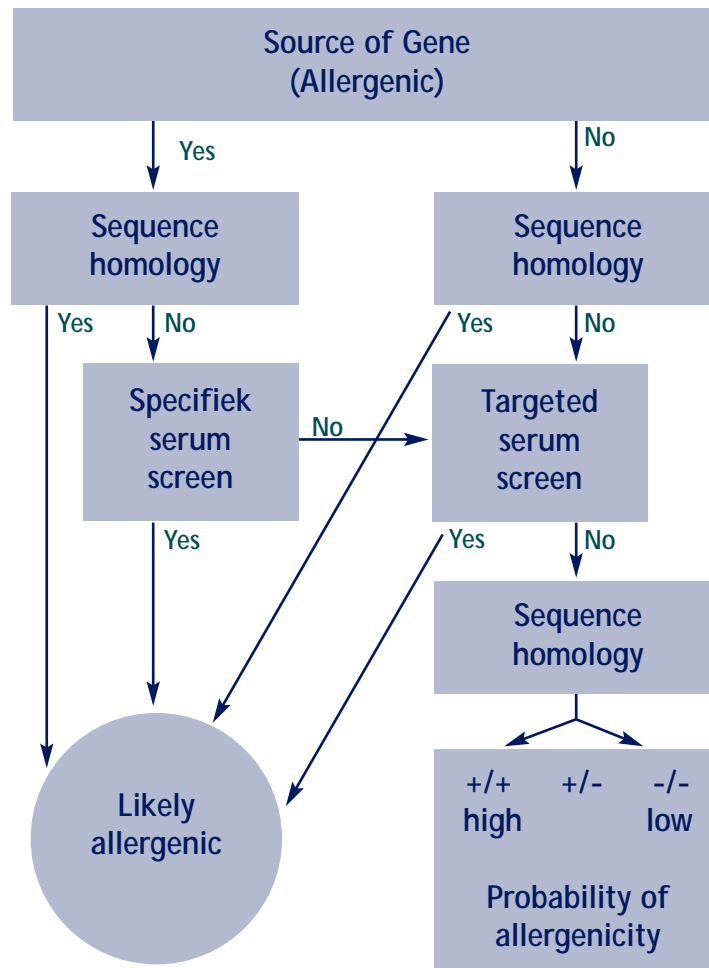 Source of Gene
(Allergenic)
Yes
No
Sequence
homology
Sequence
homology
Yes
No
Yes
No
Specifiek
serum
screen
No
Targeted
serum
screen
Yes
Yes
No
Sequence
homology
Likely
allergenic
+/+ +/- -/-
high low
Probability of
allergenicity